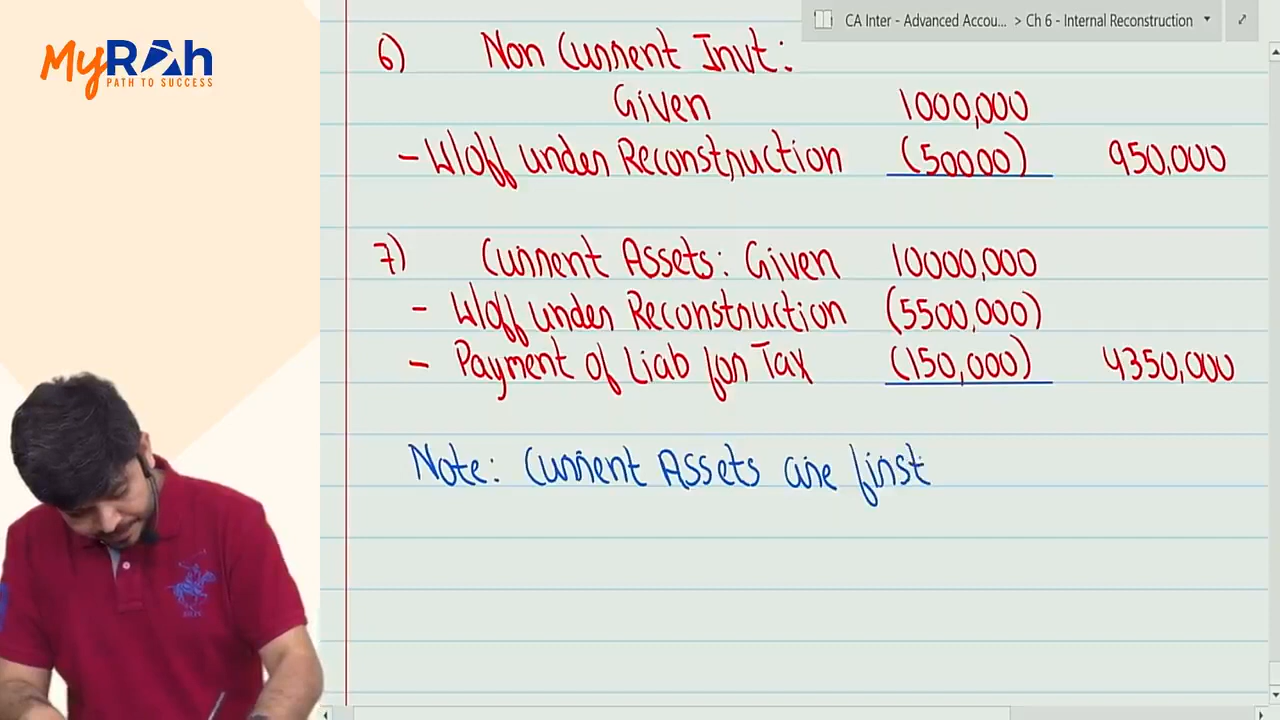 MyRah
PATH TO SUCCESS
CA Inter - Advanced Accou... > Ch 6 - Internal Reconstruction
6) Non Current Invt:
Given 1000,000
- W/off under Reconstruction (50000) 950,000
7) Current Assets: Given 10000,000
- W/off under Reconstruction (5500,000)
- Payment of Liab for Tax (150,000) 4350,000
Note: Current Assets are first